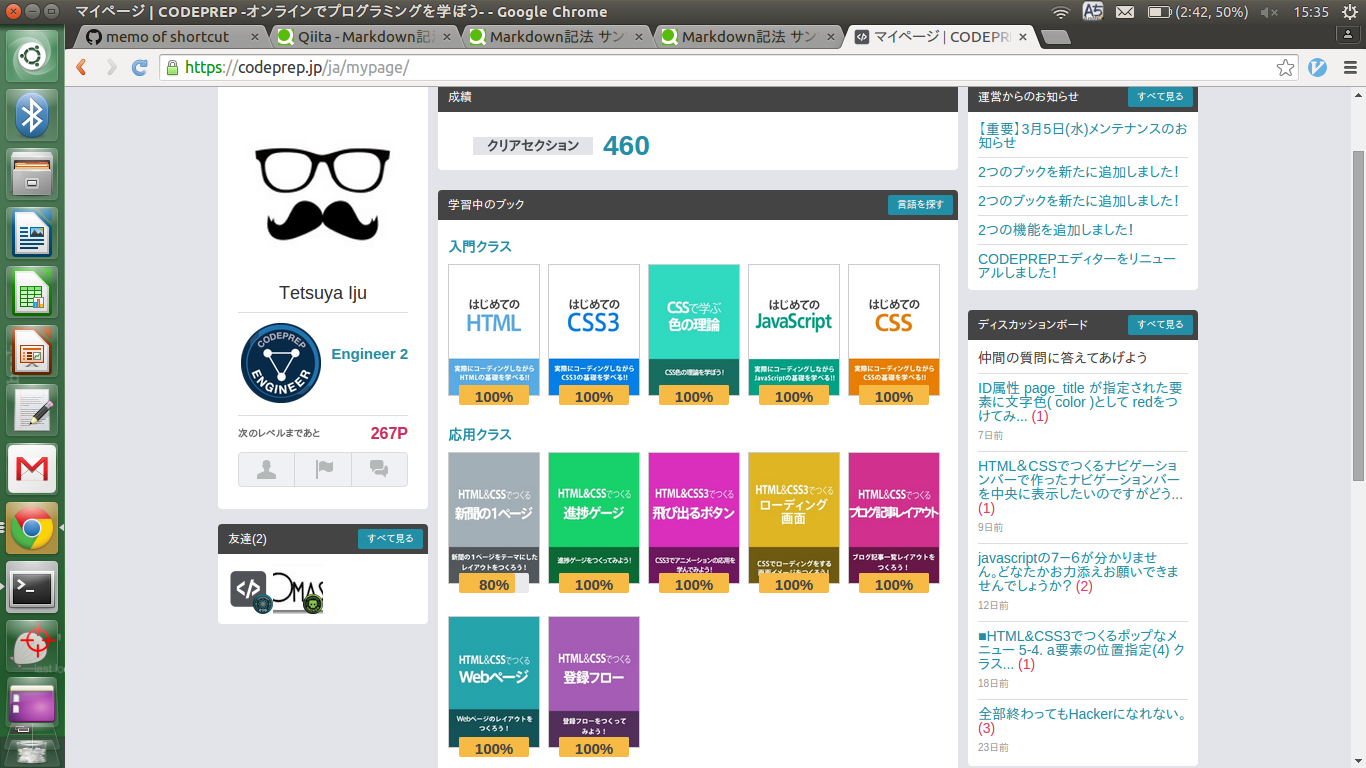 マイページ | CODEPREP -オンラインでプログラミングを学ぼう- - Google Chrome
(2:42, 50%)
15:35
memo of shortcut
Qiita - Markdown記
Markdown記法 サン
Markdown記法 サン
マイページ | CODEPR
https://codeprep.jp/ja/mypage/
Tetsuya Iju
CODEPREP
ENGINEER
Engineer 2
次のレベルまであと
267P
友達(2)
すべて見る
成績
クリアセクション
460
学習中のブック
言語を探す
入門クラス
はじめての
HTML
実際にコーディングしながら
HTMLの基礎を学べる!!
100%
はじめての
CSS3
実際にコーディングしながら
CSS3の基礎を学べる!!
100%
CSSで学ぶ
色の理論
CSS色の理論を学ぼう!
100%
はじめての
JavaScript
実際にコーディングしながら
JavaScriptの基礎を学べる!!
100%
はじめての
CSS
実際にコーディングしながら
CSSの基礎を学べる!!
100%
応用クラス
HTML&CSSでつくる
新聞の1ページ
新聞の1ページをテーマにした
レイアウトをつくろう!
80%
HTML&CSSでつくる
進捗ゲージ
進捗ゲージをつくってみよう!
100%
HTML&CSS3でつくる
飛び出るボタン
CSS3でアニメーションの応用を
学んでみよう!
100%
HTML&CSS3でつくる
ローディング
画面
CSSでローディングをする
画面イメージをつくろう!
100%
HTML&CSSでつくる
ブログ記事レイアウト
ブログ記事一覧レイアウトを
つくろう!
100%
HTML&CSSでつくる
Webページ
Webページのレイアウトを
つくろう!
100%
HTML&CSSでつくる
登録フロー
登録フローをつくって
みよう!
100%
運営からのお知らせ
すべて見る
【重要】3月5日(水)メンテナンスのお
知らせ
2つのブックを新たに追加しました!
2つのブックを新たに追加しました!
2つの機能を追加しました!
CODEPREPエディターをリニュー
アルしました!
ディスカッションボード
すべて見る
仲間の質問に答えてあげよう
ID属性 page_title が指定された要
素に文字色( color )として redをつ
けてみ... (1)
7日前
HTML＆CSSでつくるナビゲーショ
ンバーで作ったナビゲーションバー
を中央に表示したいのですがどう...
(1)
9日前
javascriptの7－6が分かりませ
ん。どなたかお力添えお願いできま
せんでしょうか? (2)
12日前
■HTML&CSS3でつくるポップなメ
ニュー 5-4. a要素の位置指定(4) ク
ラス... (1)
18日前
全部終わってもHackerになれない。
(3)
23日前